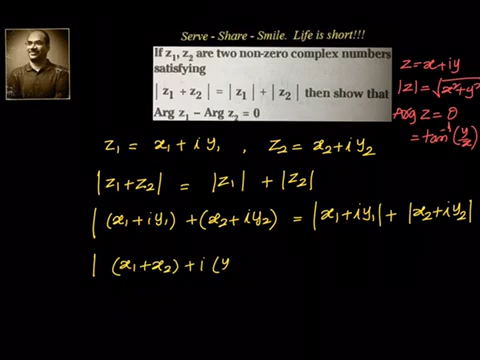 Serve - Share - Smile. Life is short!!!
If z₁, z₂ are two non-zero complex numbers
satisfying
| z₁ + z₂ | = | z₁ | + | z₂ | then show that
Arg z₁ – Arg z₂ = 0
z = x+iy
|z| = √x²+y²
Arg z = θ
= tan⁻¹(y/x)
z₁ = x₁ + i y₁ , z₂ = x₂+iy₂
|z₁+z₂| = |z₁| + |z₂|
| (x₁+iy₁) +(x₂+iy₂) = |x₁+iy₁| + |x₂+iy₂|
| (x₁+x₂) + i (y